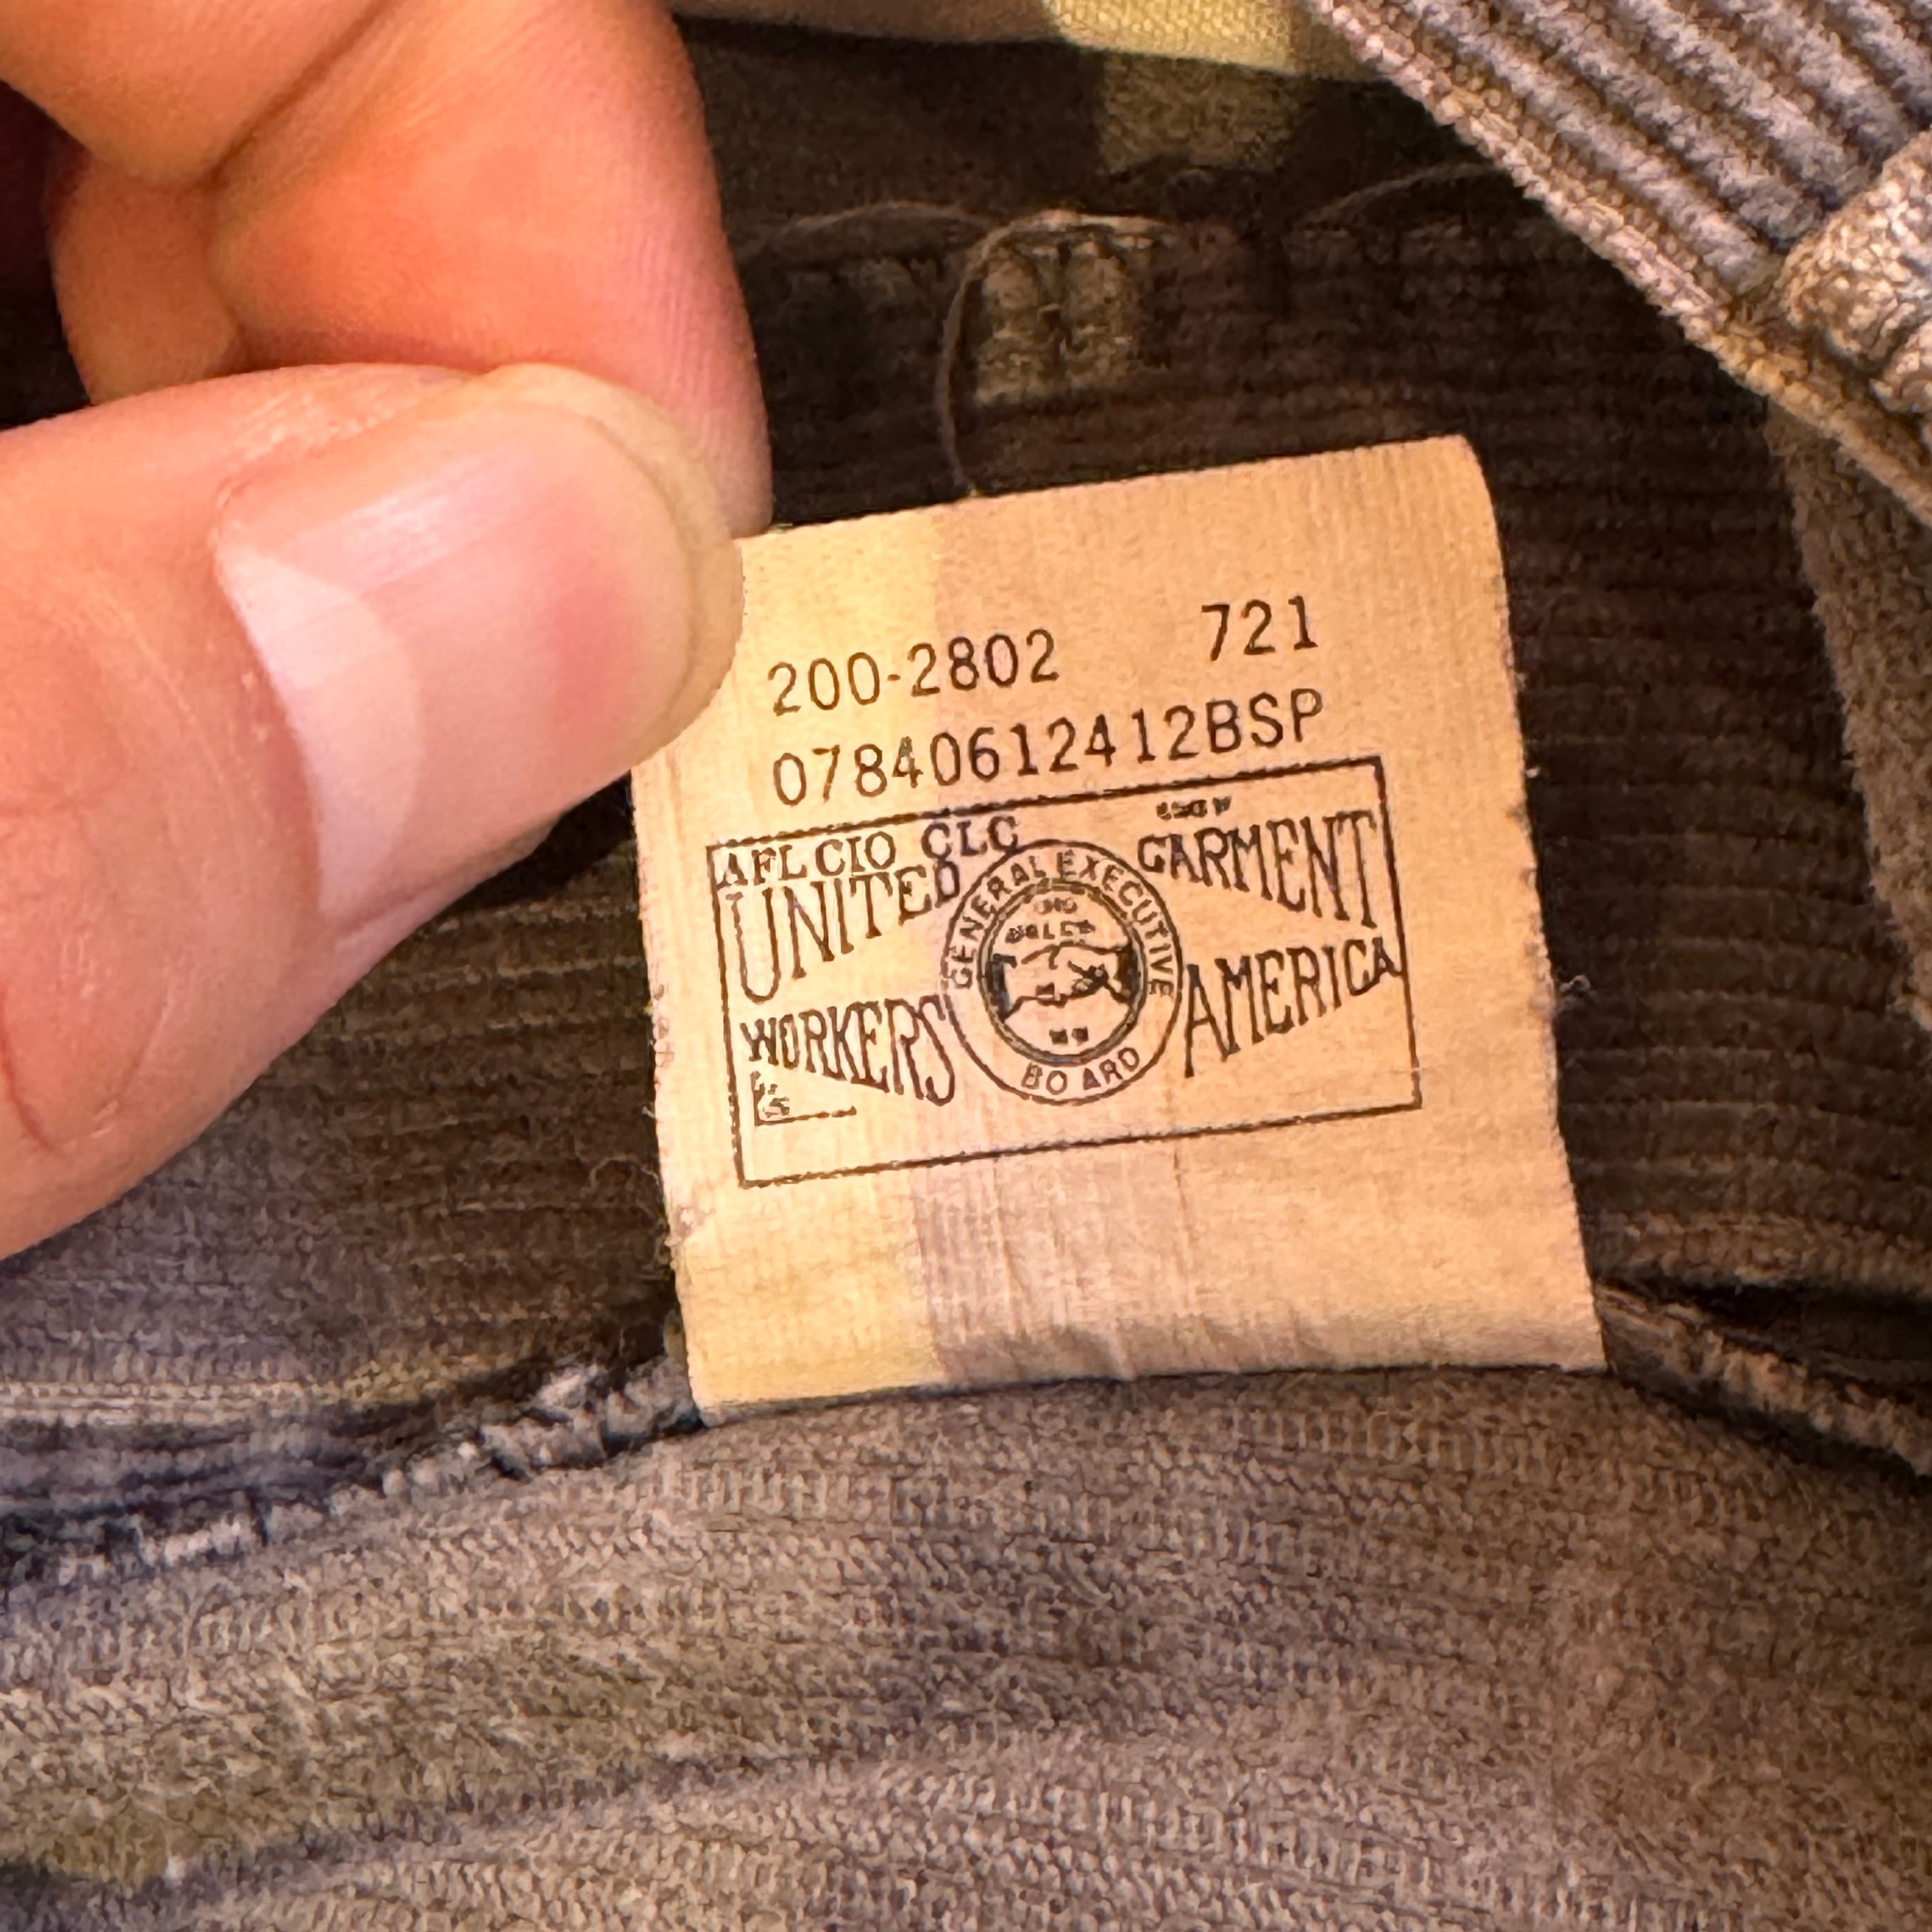 200-2802 721
07840612412BSP
AFL CIO CLC
UNITED GARMENT
WORKERS AMERICA
GENERAL EXECUTIVE
BOARD